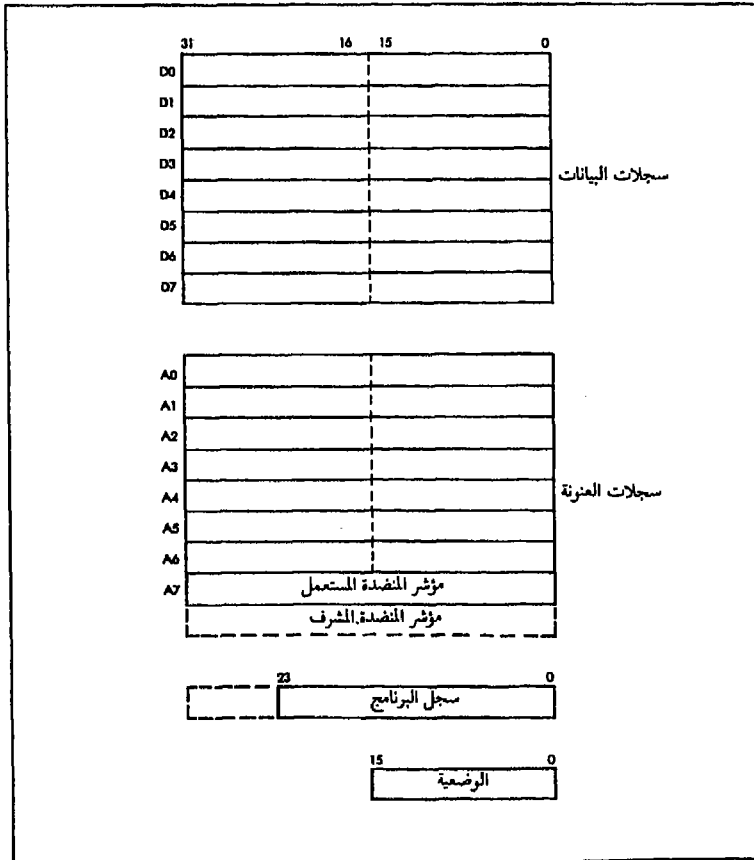 31 16 15 0
D0
D1
D2
D3
سجلات البيانات
D4
D5
D6
D7
A0
A1
A2
A3
سجلات العنونة
A4
A5
A6
A7 مؤشر المنضدة المستعمل
مؤشر المنضدة المشرف
23 0
سجل البرنامج
15 0
الوضعية